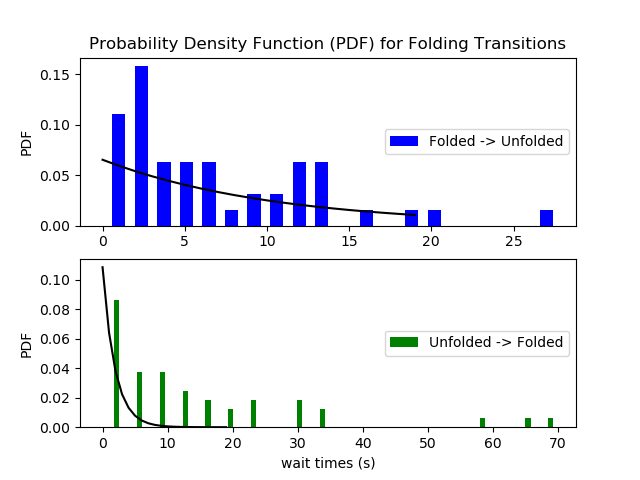 Probability Density Function (PDF) for Folding Transitions
0.15
0.10
0.05
0.00
PDF
Folded -> Unfolded
0 5 10 15 20 25
0.10
0.08
0.06
0.04
0.02
0.00
PDF
Unfolded -> Folded
0 10 20 30 40 50 60 70
wait times (s)